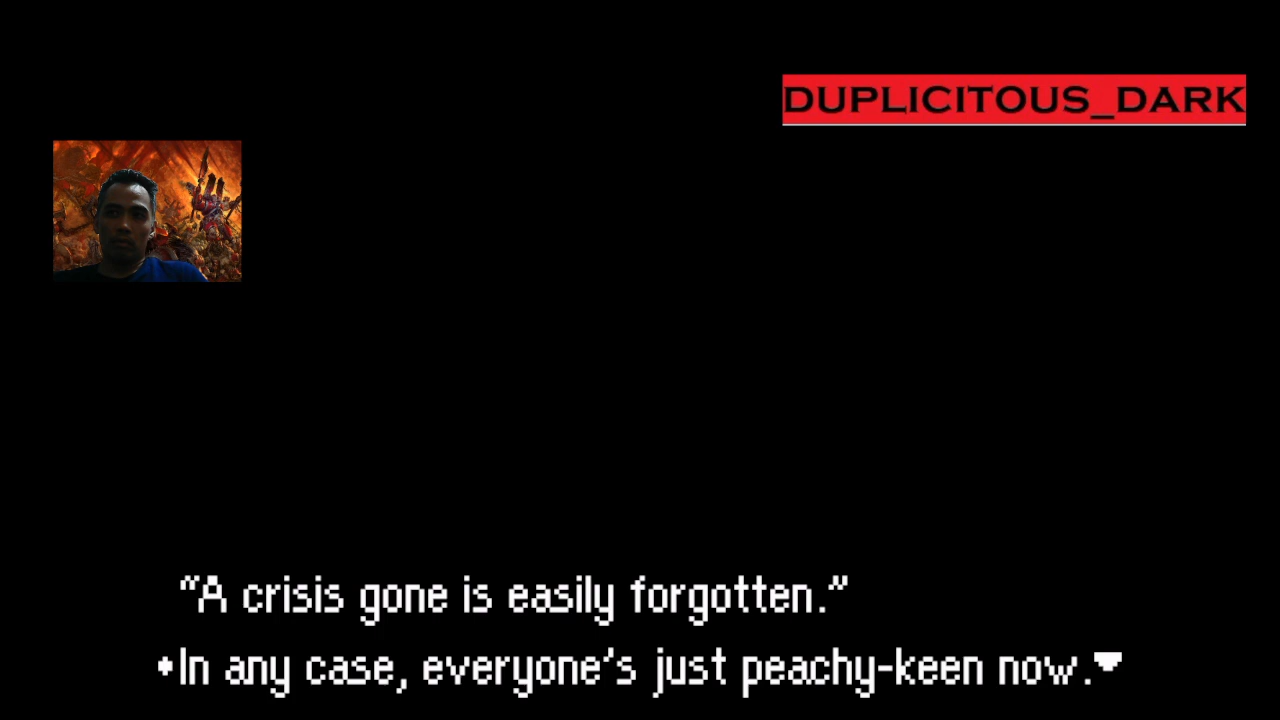 DUPLICITOUS_DARK
“A crisis gone is easily forgotten.”
•In any case, everyone's just peachy-keen now.